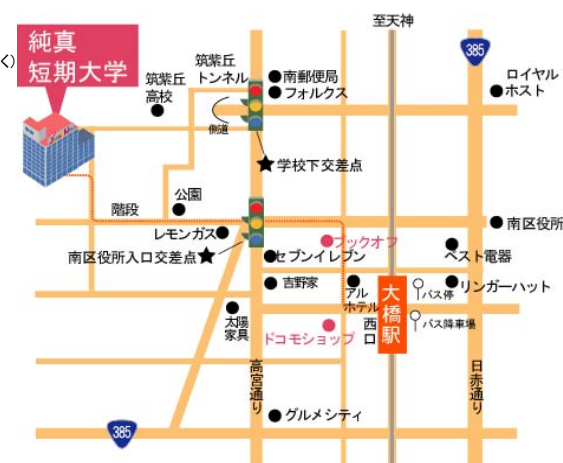 至天神
純真
短期大学
く）
385
筑紫丘
トンネル
南郵便局
フォルクス
筑紫丘
高校
ロイヤル
ホスト
側道
学校下交差点
公園
階段
レモンガス
南区役所
南区役所入口交差点
ブックオフ
セブンイレブン
ベスト電器
吉野家
アル
ホテル
大橋駅
バス停
リンガーハット
太陽
家具
西口
バス降車場
ドコモショップ
高宮通り
日赤通り
グルメシティ
385